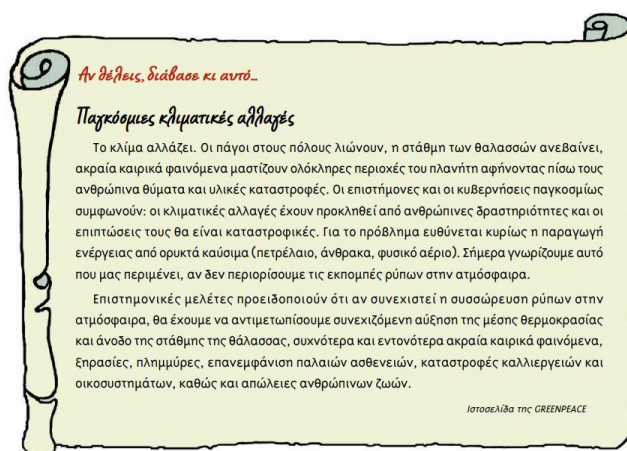 Αν θέλεις, διάβασε κι αυτό...
Παγκόσμιες κλιματικές αλλαγές
Το κλίμα αλλάζει. Οι πάγοι στους πόλους λιώνουν, η στάθμη των θαλασσών ανεβαίνει,
ακραία καιρικά φαινόμενα μαστίζουν ολόκληρες περιοχές του πλανήτη αφήνοντας πίσω τους
ανθρώπινα θύματα και υλικές καταστροφές. Οι επιστήμονες και οι κυβερνήσεις παγκοσμίως
συμφωνούν: οι κλιματικές αλλαγές έχουν προκληθεί από ανθρώπινες δραστηριότητες και οι
επιπτώσεις τους θα είναι καταστροφικές. Για το πρόβλημα ευθύνεται κυρίως η παραγωγή
ενέργειας από ορυκτά καύσιμα (πετρέλαιο, άνθρακα, φυσικό αέριο). Σήμερα γνωρίζουμε αυτό
που μας περιμένει, αν δεν περιορίσουμε τις εκπομπές ρύπων στην ατμόσφαιρα.
Επιστημονικές μελέτες προειδοποιούν ότι αν συνεχιστεί η συσσώρευση ρύπων στην
ατμόσφαιρα, θα έχουμε να αντιμετωπίσουμε συνεχιζόμενη αύξηση της μέσης θερμοκρασίας
και άνοδο της στάθμης της θάλασσας, συχνότερα και εντονότερα ακραία καιρικά φαινόμενα,
ξηρασίες, πλημμύρες, επανεμφάνιση παλαιών ασθενειών, καταστροφές καλλιεργειών και
οικοσυστημάτων, καθώς και απώλειες ανθρώπινων ζωών.
Ιστοσελίδα της GREENPEACE